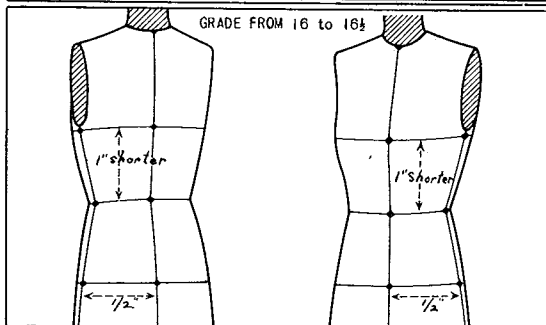 GRADE FROM 16 to 16½
1" shorter
1" Shorter
1/2"
1/2"